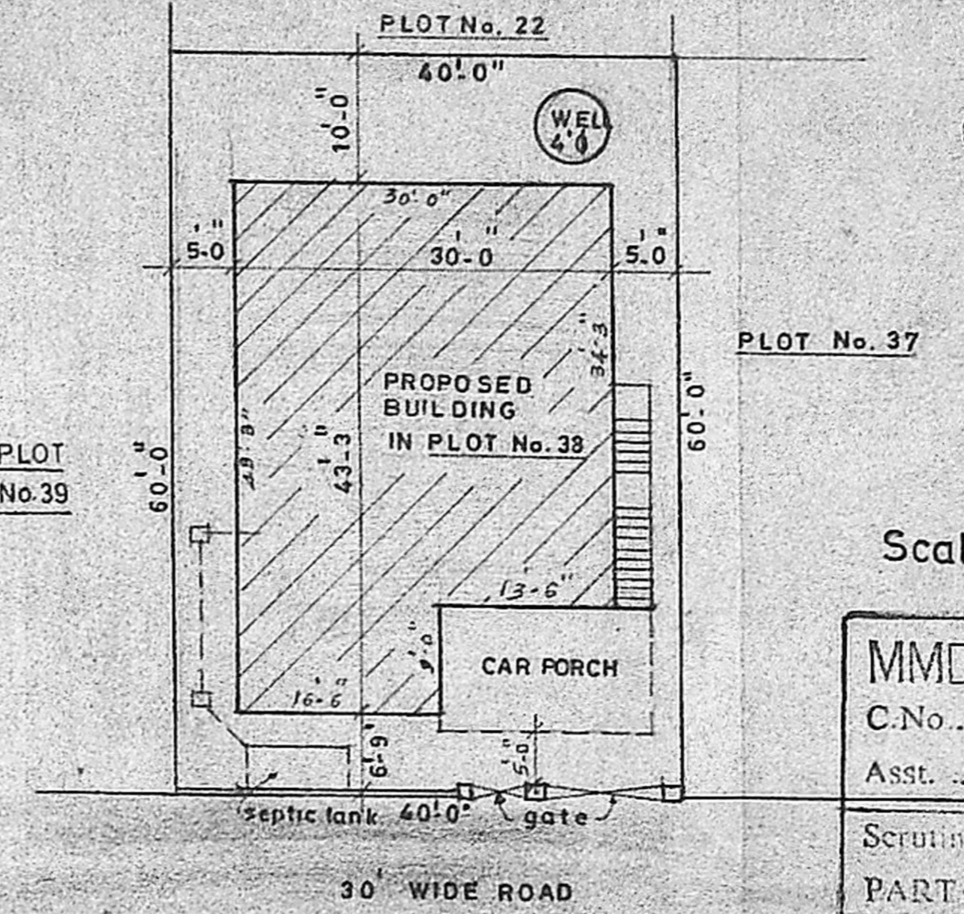 PLOT No. 22
40'-0"
10'-0"
WELL
4'0
30'0"
5'-0"
30'-0"
5'-0"
34'-3"
PLOT No. 37
PROPOSED
BUILDING
IN PLOT No. 38
60'-0"
43'-3"
60'-0"
PLOT
No. 39
Scal
13'-6"
9'0"
CAR PORCH
16'-6"
6'-9"
5'-0"
MMD
C.No..
Asst. ..
septic tank
40'-0"
gate
Scrutin
PART
30' WIDE ROAD